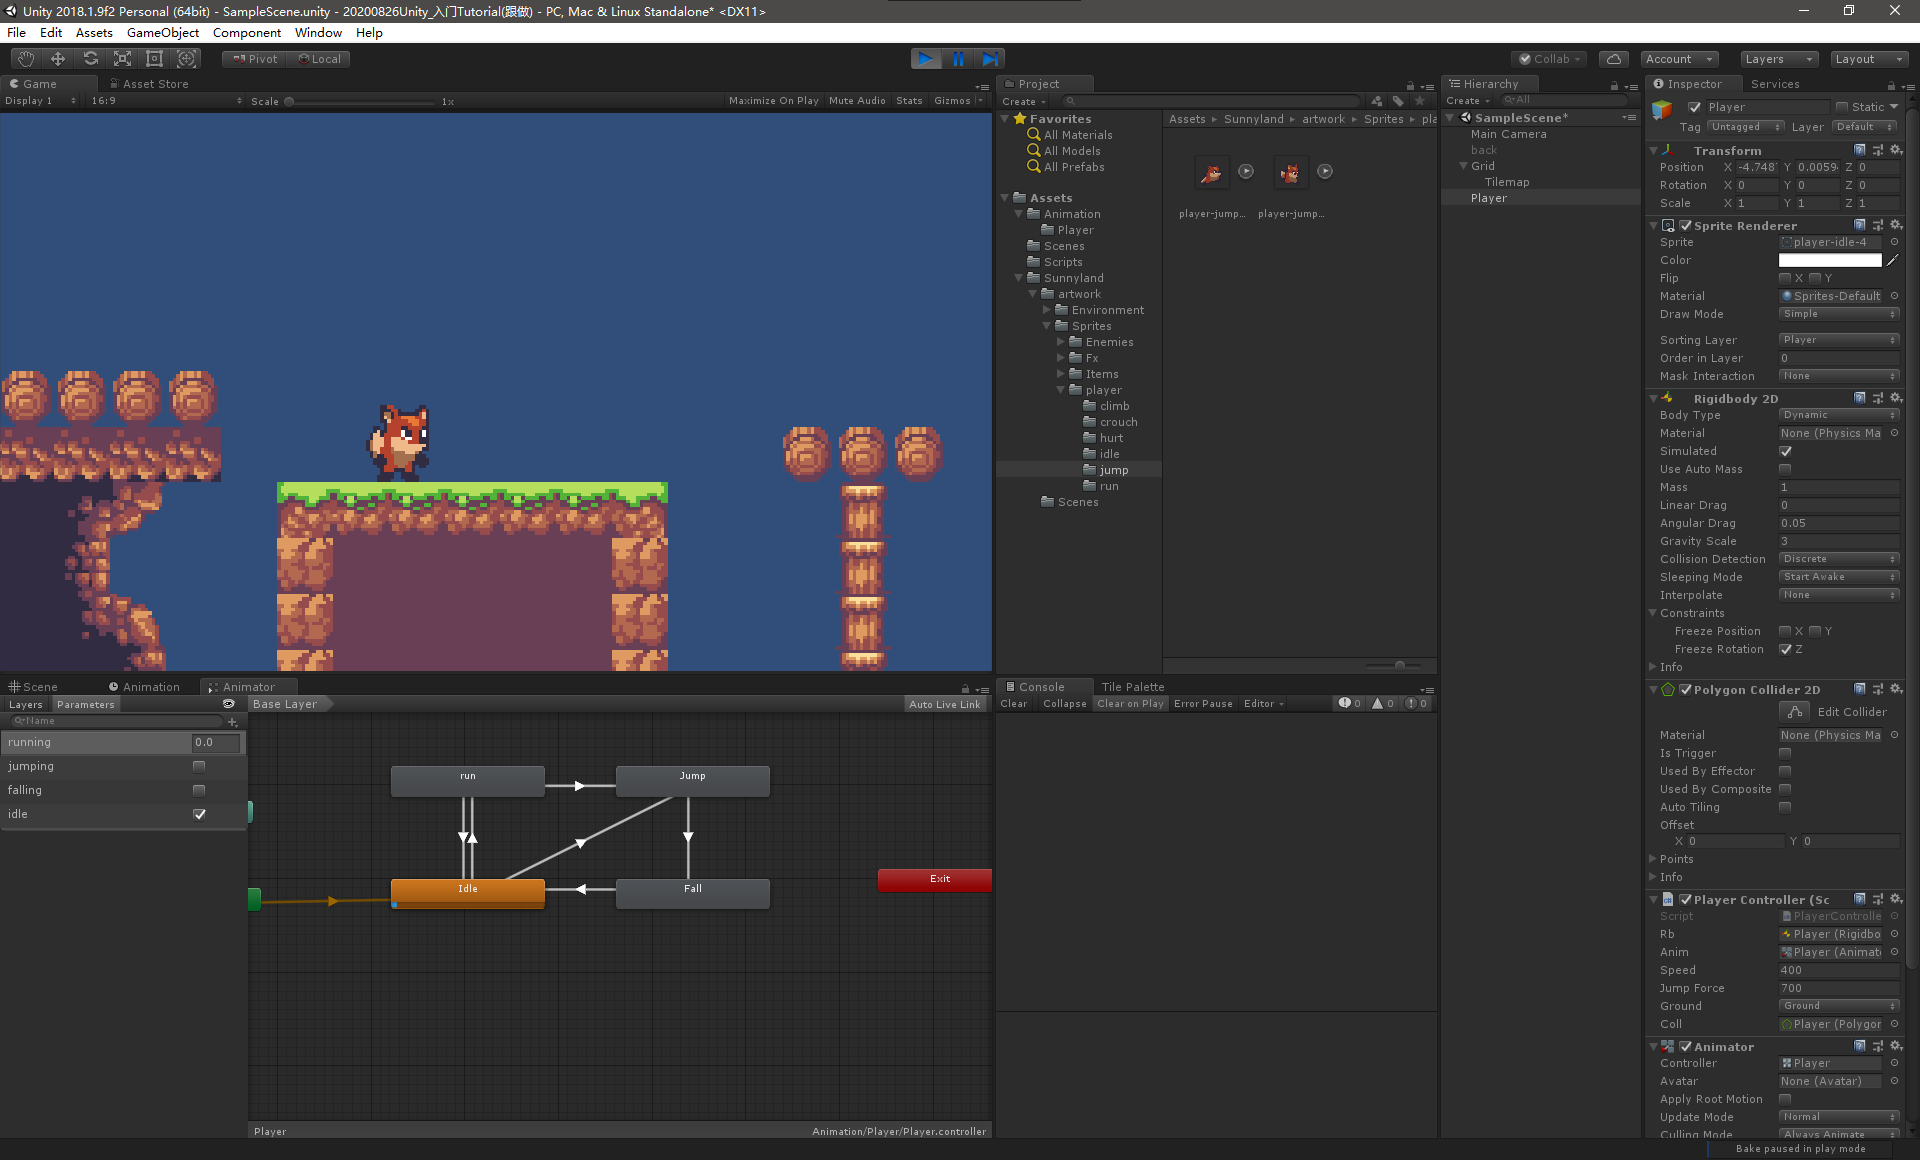 Unity 2018.1.9f2 Personal (64bit) - SampleScene.unity - 20200826Unity_入门Tutorial(跟做) - PC, Mac & Linux Standalone* <DX11>
File Edit Assets GameObject Component Window Help
Pivot Local Collab Account Layers Layout
Game Asset Store
Display 1 16:9 Scale 1x Maximize On Play Mute Audio Stats Gizmos
Project
Create
Favorites
All Materials
All Models
All Prefabs
Assets
Animation
Player
Scenes
Scripts
Sunnyland
artwork
Environment
Sprites
Enemies
Fx
Items
player
climb
crouch
hurt
idle
jump
run
Scenes
Assets Sunnyland artwork Sprites pla
player-jump... player-jump...
Hierarchy
Create All
SampleScene*
Main Camera
back
Grid
Tilemap
Player
Inspector Services
Player Static
Tag Untagged Layer Default
Transform
Position X -4.748 Y 0.0059 Z 0
Rotation X 0 Y 0 Z 0
Scale X 1 Y 1 Z 1
Sprite Renderer
Sprite player-idle-4
Color
Flip X Y
Material Sprites-Default
Draw Mode Simple
Sorting Layer Player
Order in Layer 0
Mask Interaction None
Rigidbody 2D
Body Type Dynamic
Material None (Physics Ma
Simulated
Use Auto Mass
Mass 1
Linear Drag 0
Angular Drag 0.05
Gravity Scale 3
Collision Detection Discrete
Sleeping Mode Start Awake
Interpolate None
Constraints
Freeze Position X Y
Freeze Rotation Z
Info
Polygon Collider 2D
Edit Collider
Material None (Physics Ma
Is Trigger
Used By Effector
Used By Composite
Auto Tiling
Offset
X 0 Y 0
Points
Info
Player Controller (Sc
Script PlayerControlle
Rb Player (Rigidbo
Anim Player (Animat
Speed 400
Jump Force 700
Ground Ground
Coll Player (Polygor
Animator
Controller Player
Avatar None (Avatar)
Apply Root Motion
Update Mode Normal
Culling Mode Always Animate
Bake paused in play mode
Scene Animation Animator
Layers Parameters Base Layer Auto Live Link
Name
running 0.0
jumping
falling
idle
run Jump
Idle Fall
Exit
Player Animation/Player/Player.controller
Console Tile Palette
Clear Collapse Clear on Play Error Pause Editor 0 0 0